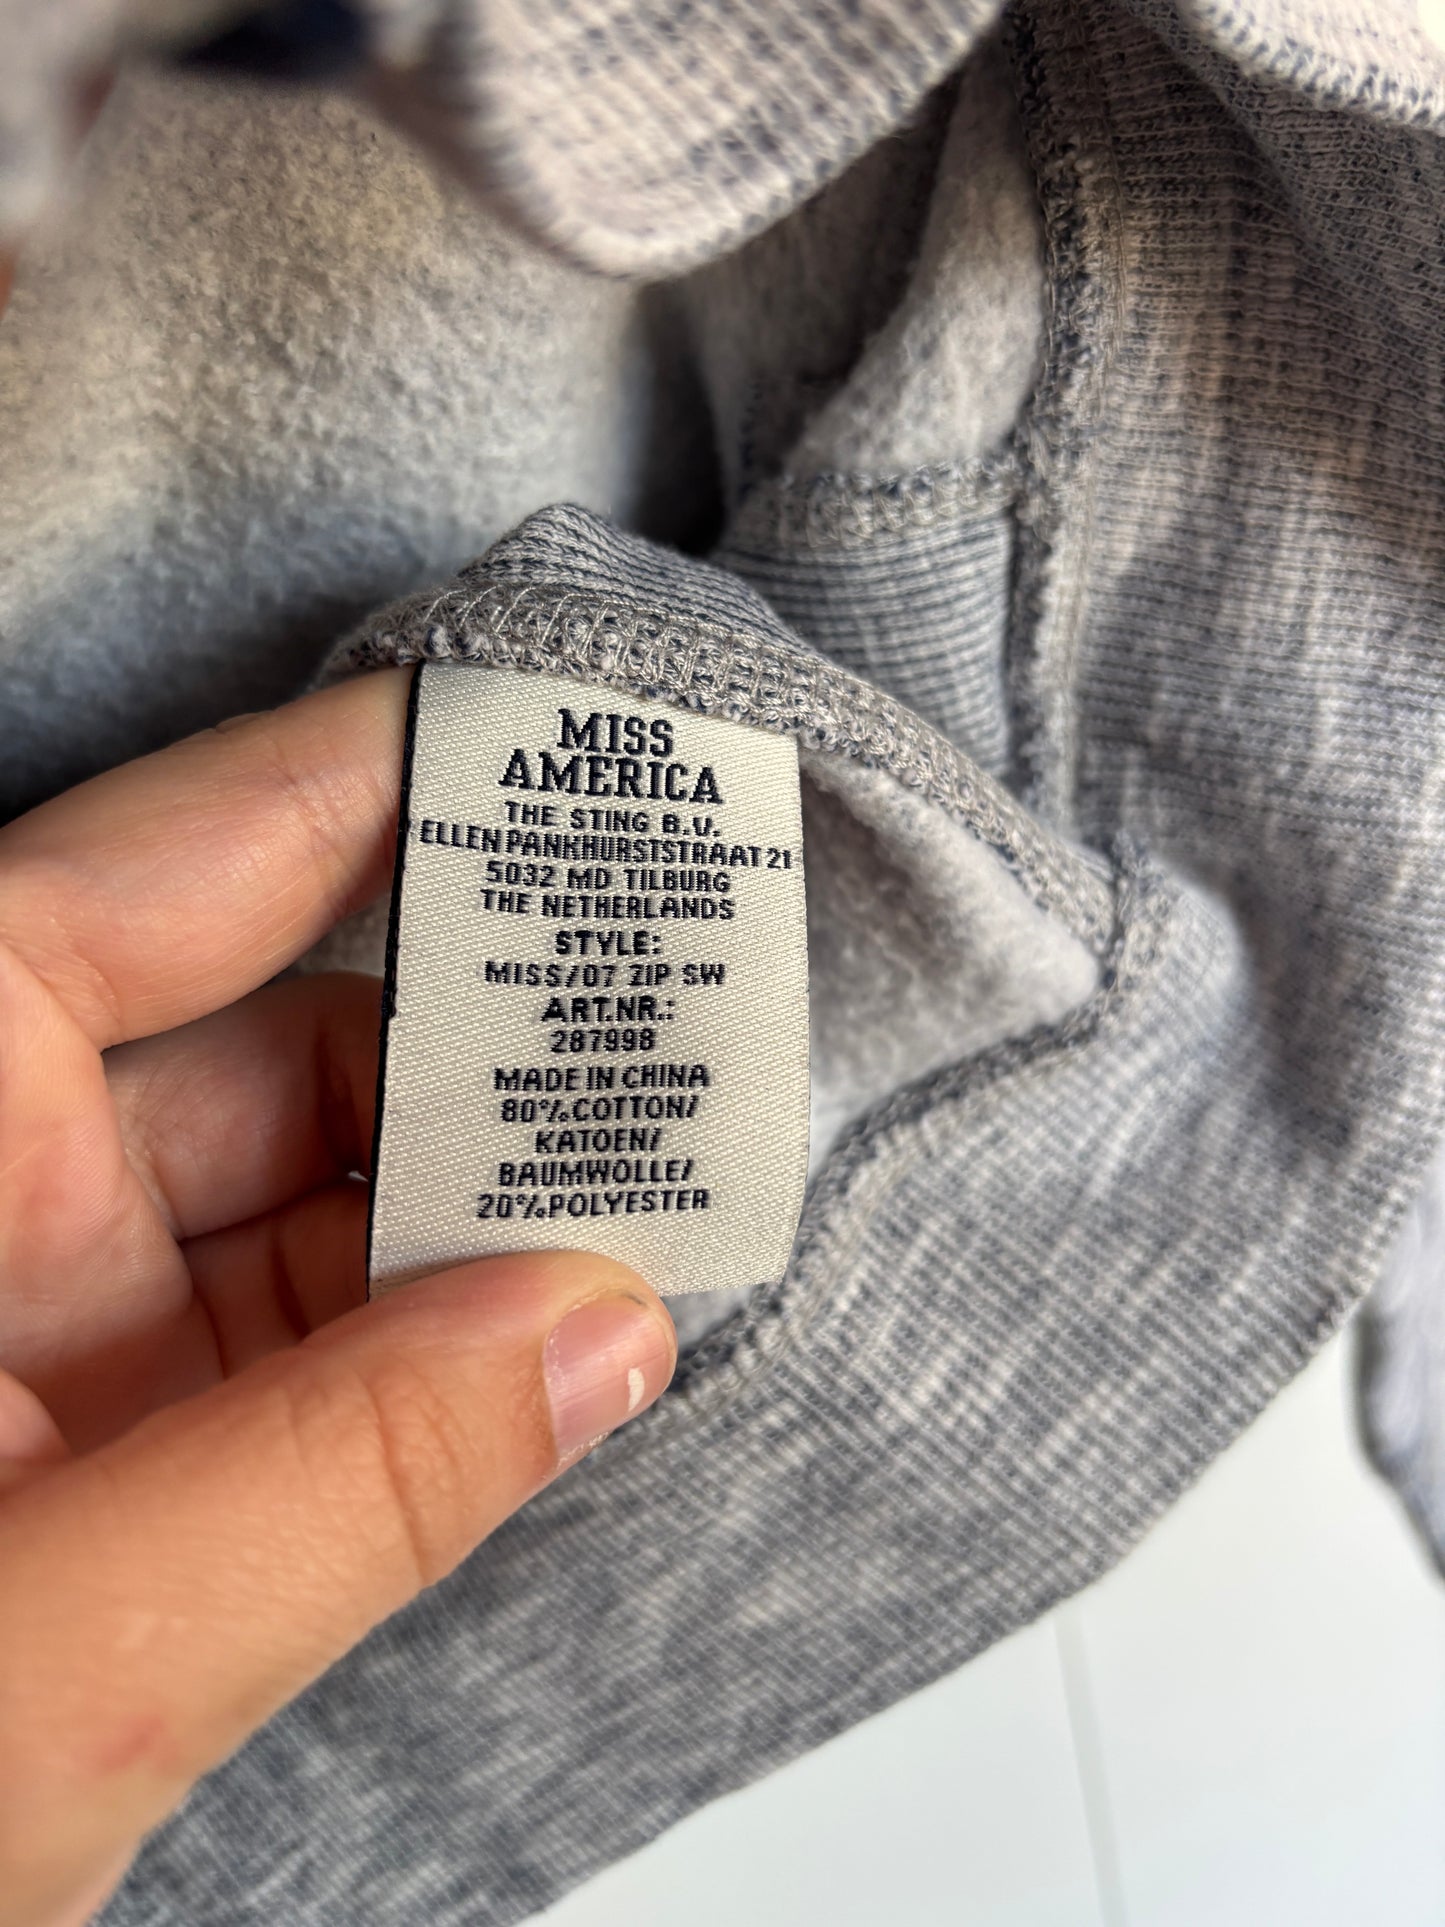 MISS
AMERICA
THE STING B.V.
ELLEN PANKHURSTSTRAAT 21
5032 MD TILBURG
THE NETHERLANDS
STYLE:
MISS/07 ZIP SW
ART.NR.:
287998
MADE IN CHINA
80%COTTON/
KATOEN/
BAUMWOLLE/
20%POLYESTER